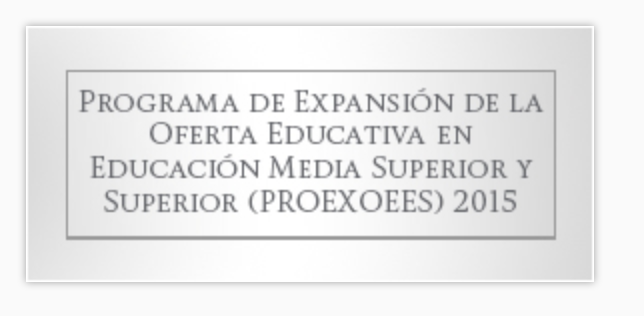 Programa de Expansión de la
Oferta Educativa en
Educación Media Superior y
Superior (PROEXOEES) 2015